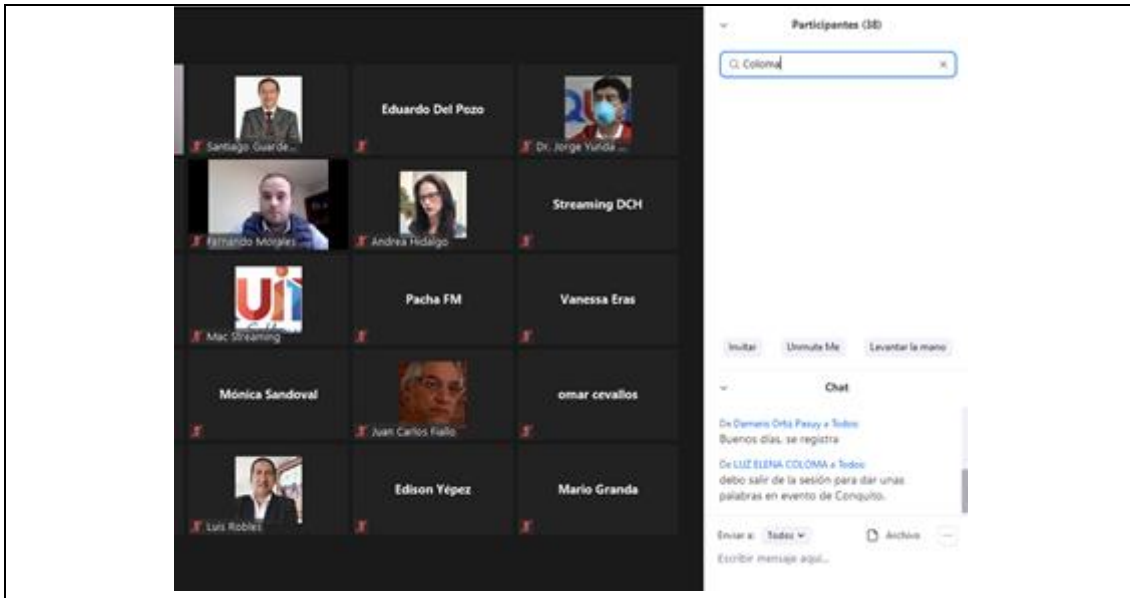 Participantes (38)
Coloma
Santiago Guarde...
Eduardo Del Pozo
Dr. Jorge Yunda ...
QU
Fernando Morales
Andrea Hidalgo
Streaming DCH
UiT
Mac Streaming
Pacha FM
Vanessa Eras
Mónica Sandoval
Juan Carlos Fiallo
omar cevallos
Luis Robles
Edison Yépez
Mario Granda
Invitar
Unmute Me
Levantar la mano
Chat
De Damaris Ortiz Pasuy a Todos:
Buenos días, se registra
De LUZ ELENA COLOMA a Todos:
debo salir de la sesión para dar unas
palabras en evento de Conquito.
Enviar a: Todos
Archivo
Escribir mensaje aquí...